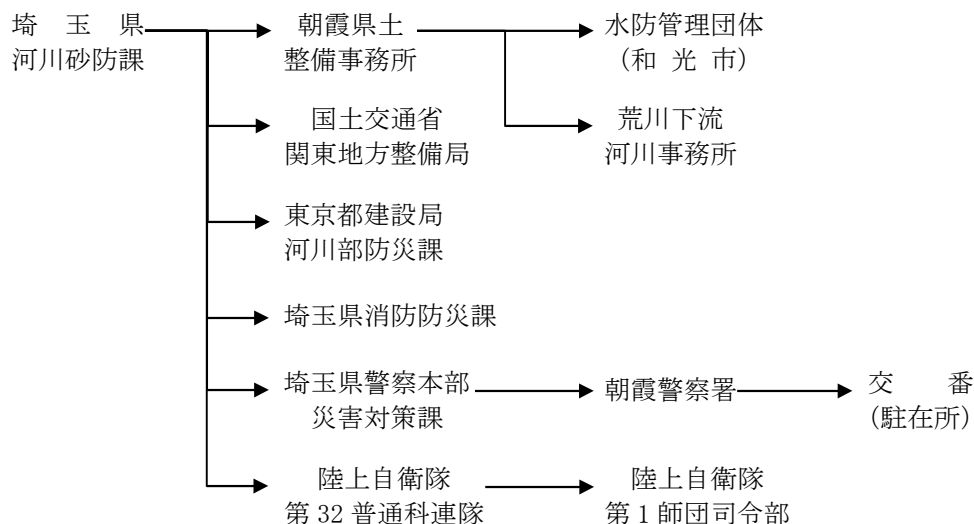 埼玉県
河川砂防課
朝霞県土
整備事務所
水防管理団体
(和光市)
国土交通省
関東地方整備局
荒川下流
河川事務所
東京都建設局
河川部防災課
埼玉県消防防災課
埼玉県警察本部
災害対策課
朝霞警察署
交番
(駐在所)
陸上自衛隊
第32普通科連隊
陸上自衛隊
第1師団司令部